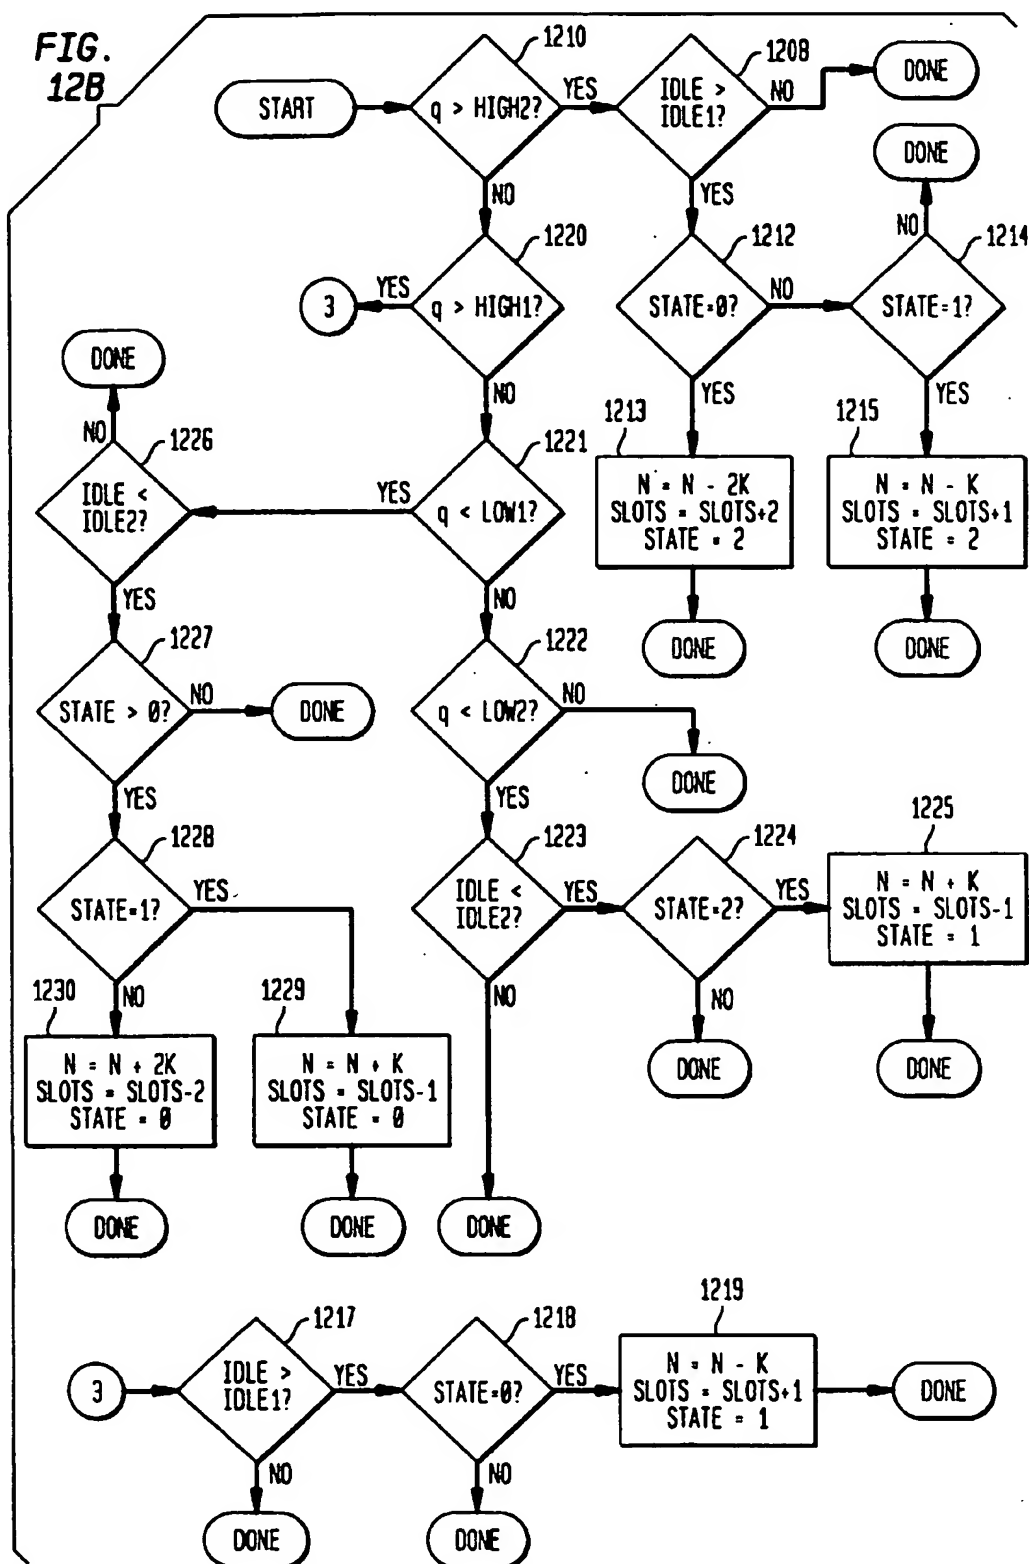 FIG.
12B
START
1210
q > HIGH2?
YES
NO
1208
IDLE >
IDLE1?
NO
YES
DONE
DONE
1220
q > HIGH1?
YES
NO
3
1212
STATE=0?
NO
YES
1214
STATE=1?
NO
YES
DONE
NO
1226
IDLE <
IDLE2?
YES
1221
q < LOW1?
YES
NO
1213
N = N - 2K
SLOTS = SLOTS+2
STATE = 2
DONE
1215
N = N - K
SLOTS = SLOTS+1
STATE = 2
DONE
1227
STATE > 0?
NO
YES
DONE
1222
q < LOW2?
NO
YES
DONE
1228
STATE=1?
YES
NO
1223
IDLE <
IDLE2?
YES
NO
1224
STATE=2?
YES
NO
DONE
1225
N = N + K
SLOTS = SLOTS-1
STATE = 1
DONE
1230
N = N + 2K
SLOTS = SLOTS-2
STATE = 0
DONE
1229
N = N + K
SLOTS = SLOTS-1
STATE = 0
DONE
DONE
3
1217
IDLE >
IDLE1?
YES
NO
DONE
1218
STATE=0?
YES
NO
DONE
1219
N = N - K
SLOTS = SLOTS+1
STATE = 1
DONE